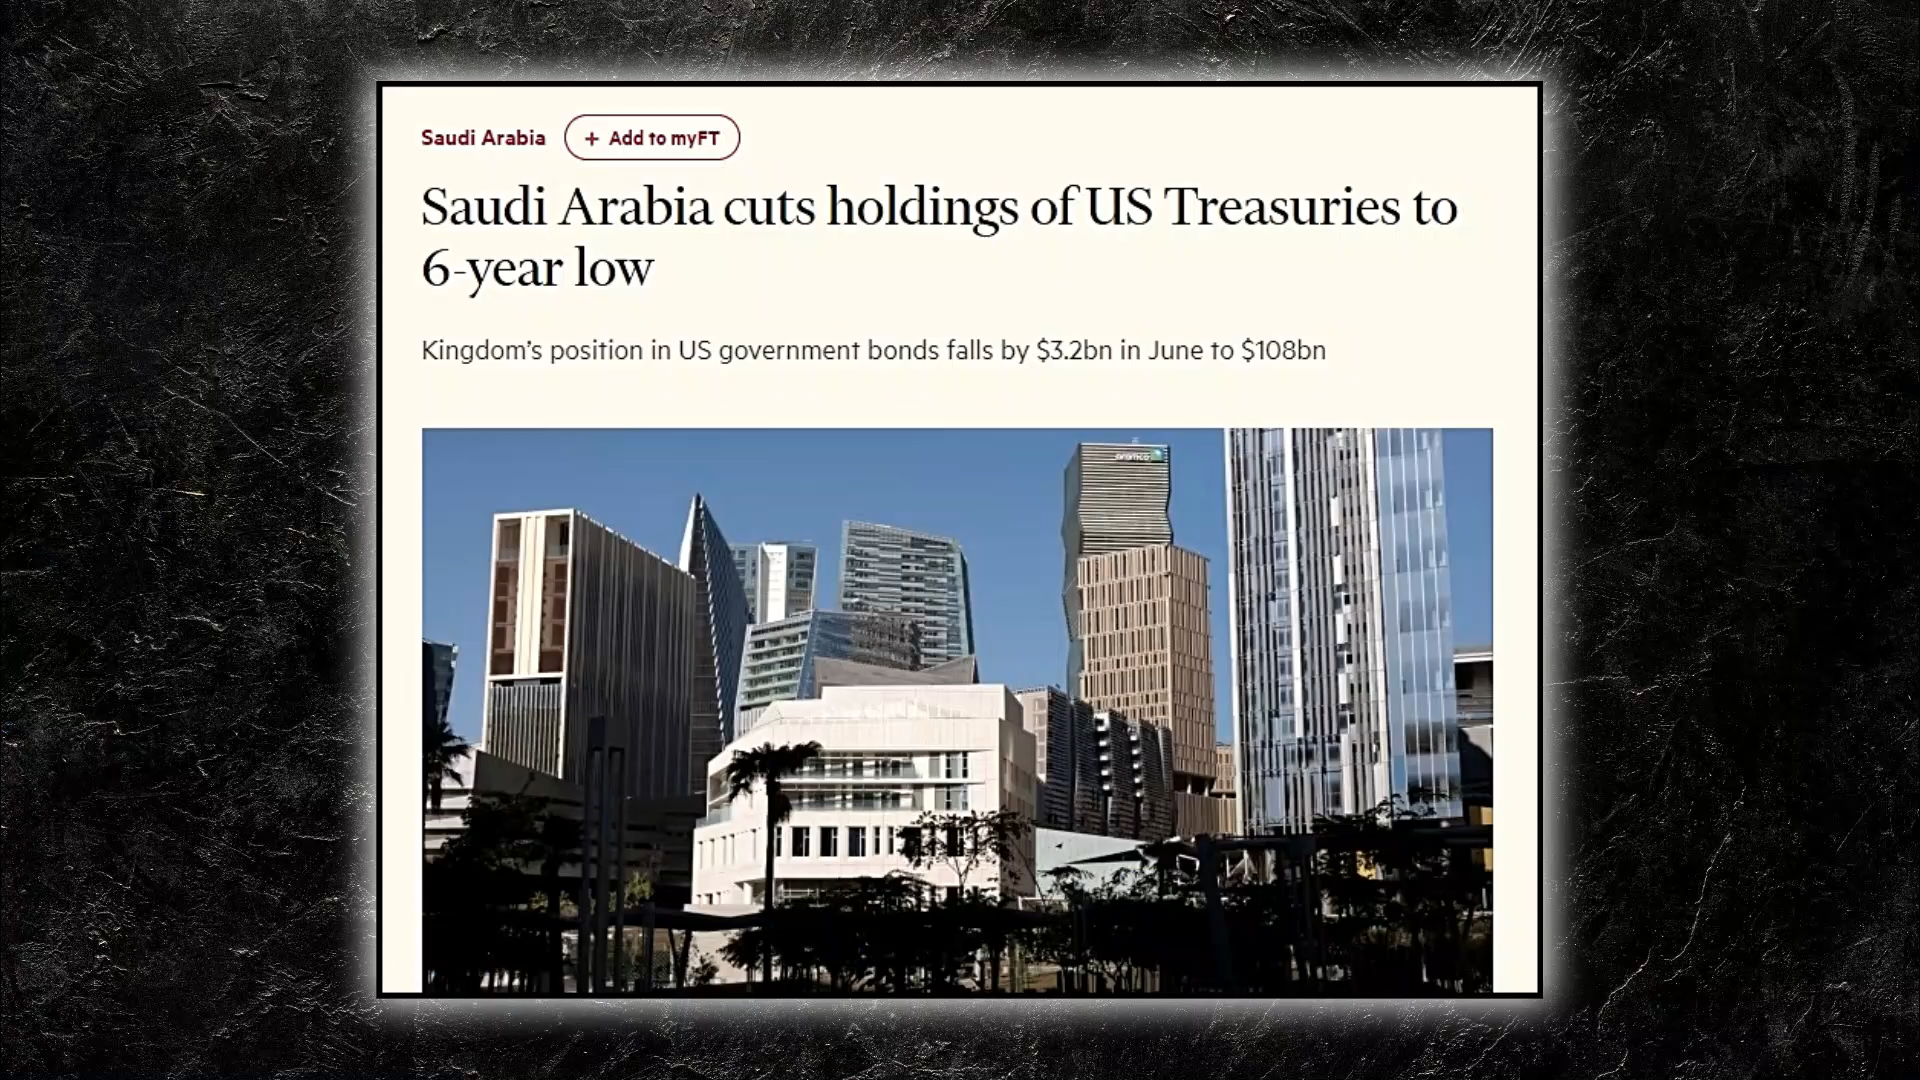 Saudi Arabia
+ Add to myFT
Saudi Arabia cuts holdings of US Treasuries to
6-year low
Kingdom's position in US government bonds falls by $3.2bn in June to $108bn
aramco